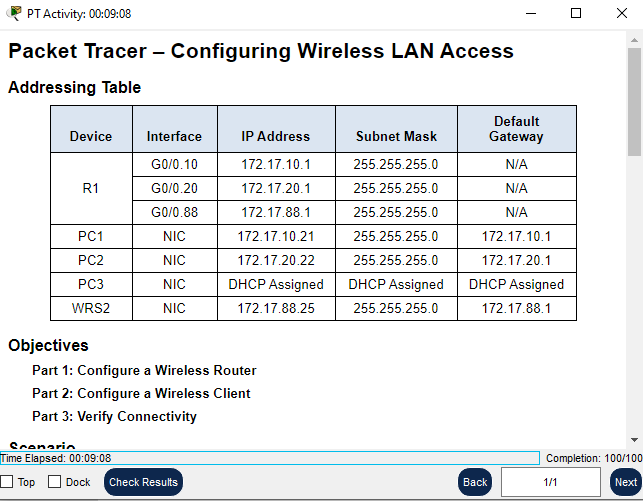 PT Activity: 00:09:08
Packet Tracer – Configuring Wireless LAN Access
Addressing Table
Device Interface IP Address Subnet Mask Default Gateway
R1 G0/0.10 172.17.10.1 255.255.255.0 N/A
G0/0.20 172.17.20.1 255.255.255.0 N/A
G0/0.88 172.17.88.1 255.255.255.0 N/A
PC1 NIC 172.17.10.21 255.255.255.0 172.17.10.1
PC2 NIC 172.17.20.22 255.255.255.0 172.17.20.1
PC3 NIC DHCP Assigned DHCP Assigned DHCP Assigned
WRS2 NIC 172.17.88.25 255.255.255.0 172.17.88.1
Objectives
Part 1: Configure a Wireless Router
Part 2: Configure a Wireless Client
Part 3: Verify Connectivity
Scenario
Time Elapsed: 00:09:08 Completion: 100/100
Top Dock Check Results Back 1/1 Next